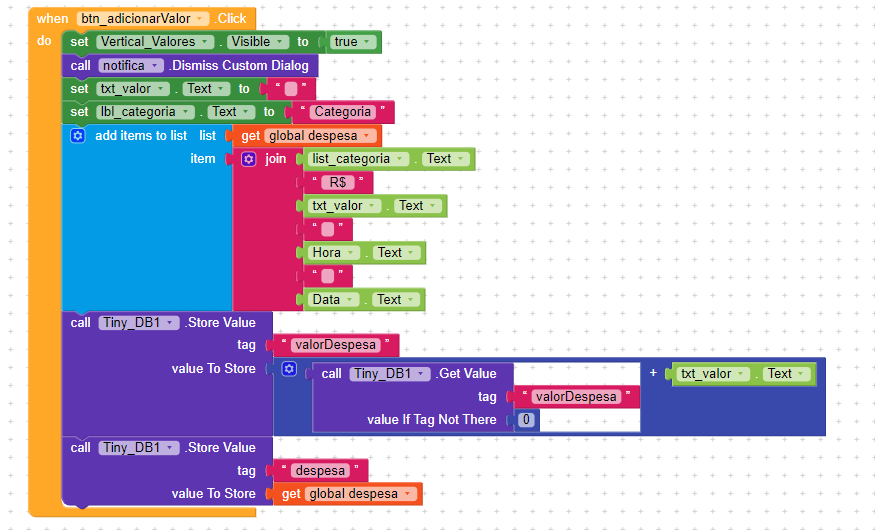 when btn_adicionarValor .Click
do set Vertical_Valores . Visible to true
call notifica .Dismiss Custom Dialog
set txt_valor . Text to “ ”
set lbl_categoria . Text to “ Categoria ”
add items to list list get global despesa
item join list_categoria . Text
“ R$ ”
txt_valor . Text
“ ”
Hora . Text
“ ”
Data . Text
call Tiny_DB1 .Store Value
tag “ valorDespesa ”
value To Store call Tiny_DB1 .Get Value + txt_valor . Text
tag “ valorDespesa ”
value If Tag Not There 0
call Tiny_DB1 .Store Value
tag “ despesa ”
value To Store get global despesa